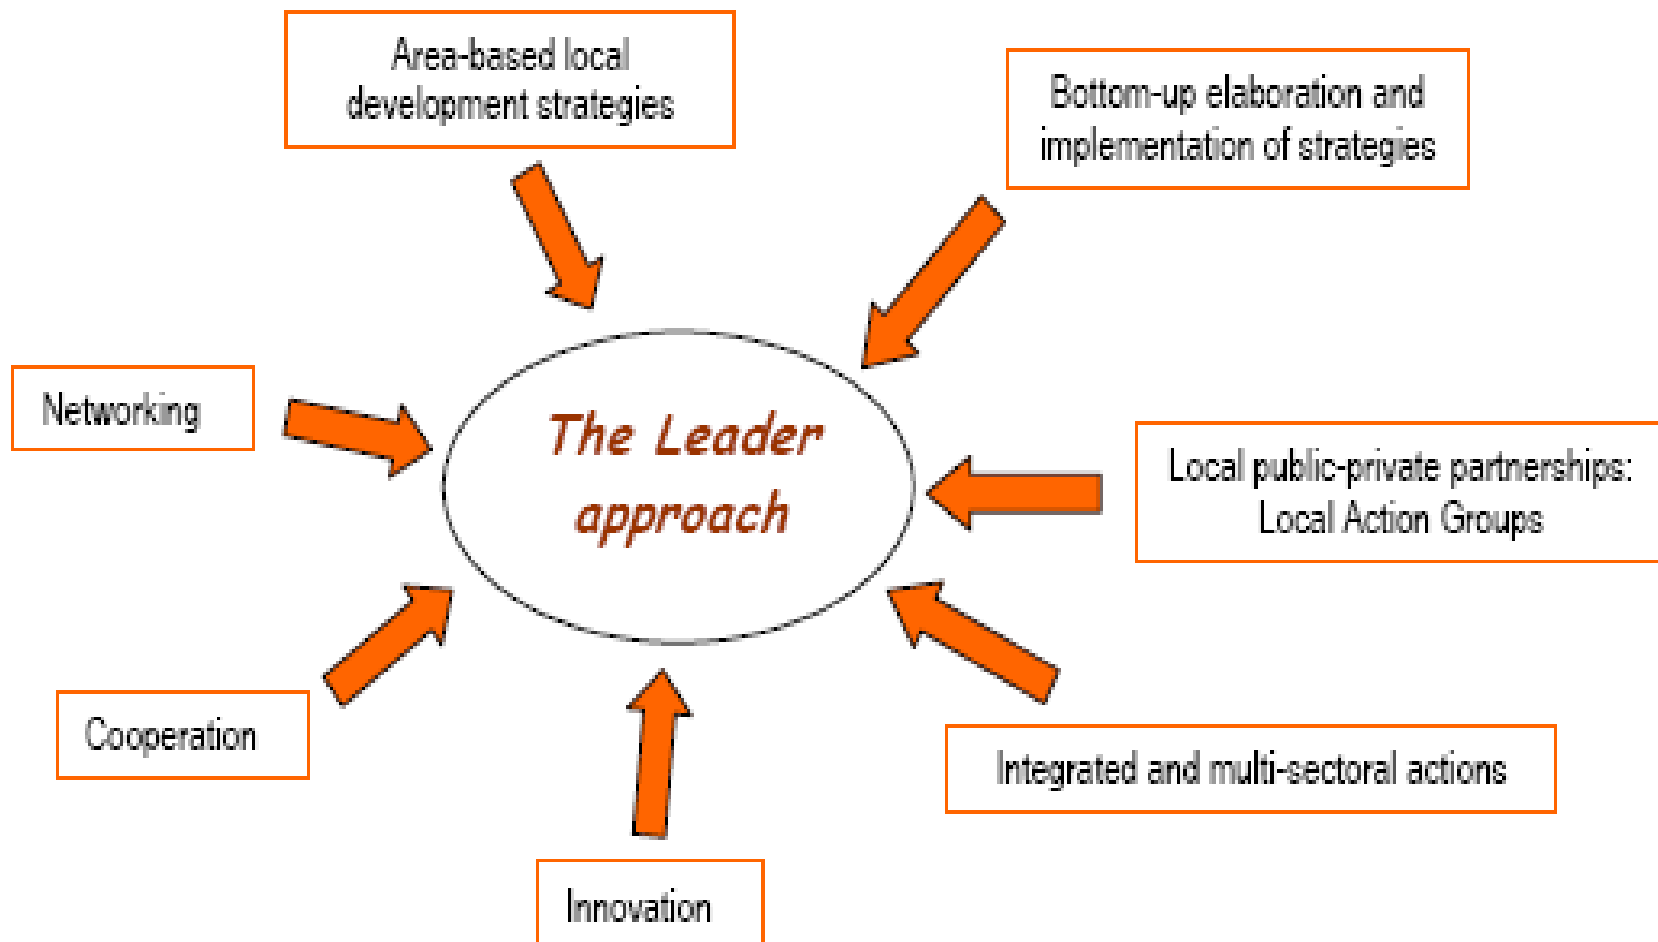 Area-based local
development strategies
Bottom-up elaboration and
implementation of strategies
Networking
The Leader
approach
Local public-private partnerships:
Local Action Groups
Cooperation
Integrated and multi-sectoral actions
Innovation